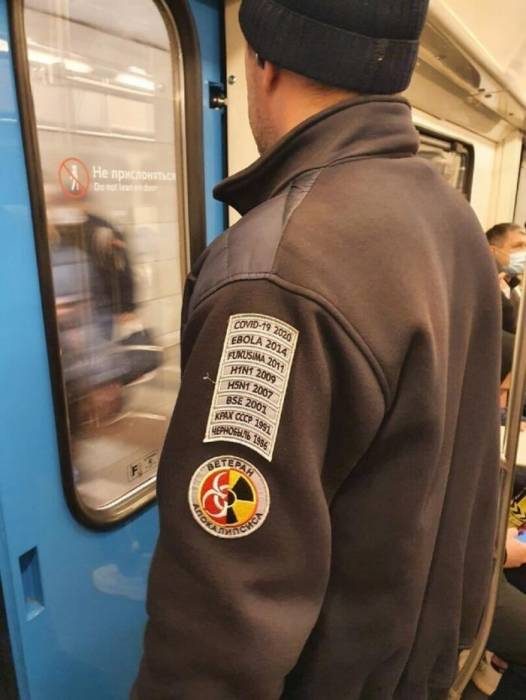 Не прислоняться
Do not lean on door
COVID-19 2020
EBOLA 2014
FUKUSIMA 2011
H1N1 2009
H5N1 2007
BSE 2001
КРАХ СССР 1991
ЧЕРНОБЫЛЬ 1986
ВЕТЕРАН
АПОКАЛИПСИСА
F